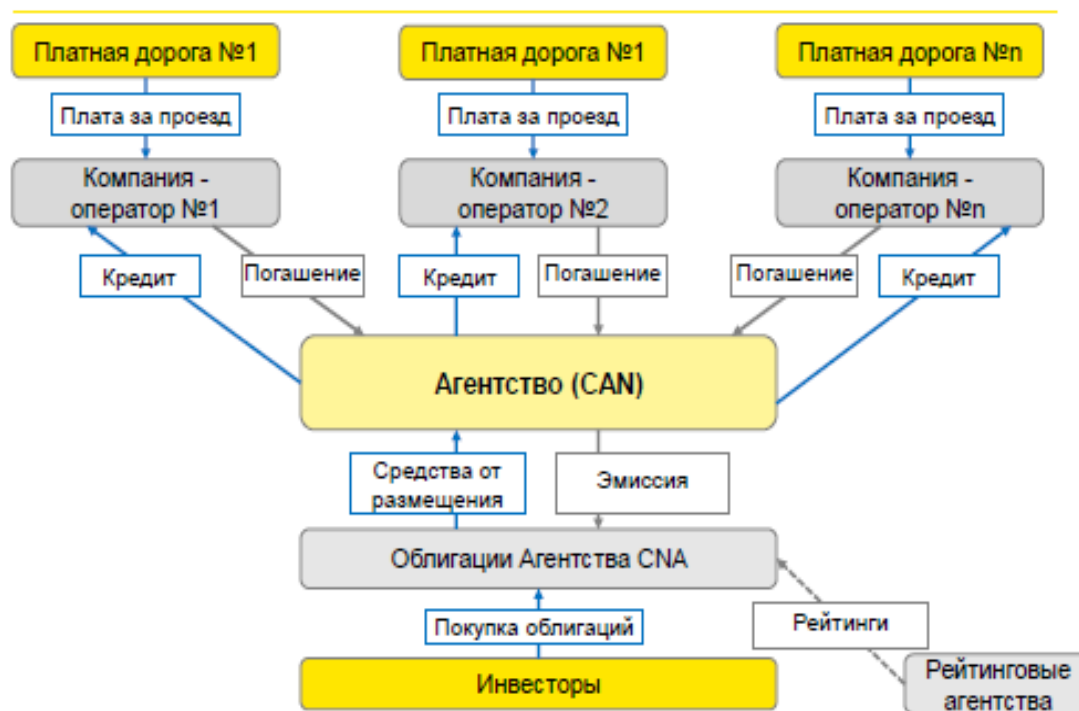 Платная дорога №1
Платная дорога №1
Платная дорога №n
Плата за проезд
Плата за проезд
Плата за проезд
Компания -
оператор №1
Компания -
оператор №2
Компания -
оператор №n
Кредит
Погашение
Кредит
Погашение
Погашение
Кредит
Агентство (CAN)
Средства от
размещения
Эмиссия
Облигации Агентства CNA
Покупка облигаций
Рейтинги
Инвесторы
Рейтинговые
агентства